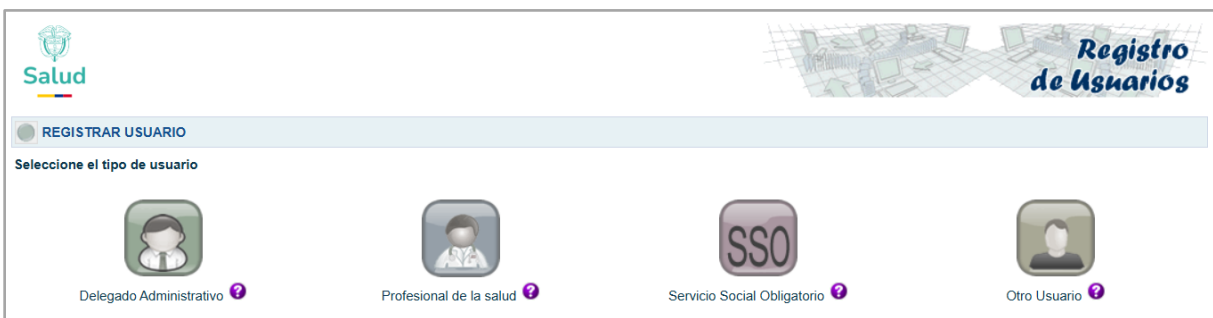 Salud
Registro
de Usuarios
REGISTRAR USUARIO
Seleccione el tipo de usuario
SSO
Delegado Administrativo ?
Profesional de la salud ?
Servicio Social Obligatorio ?
Otro Usuario ?